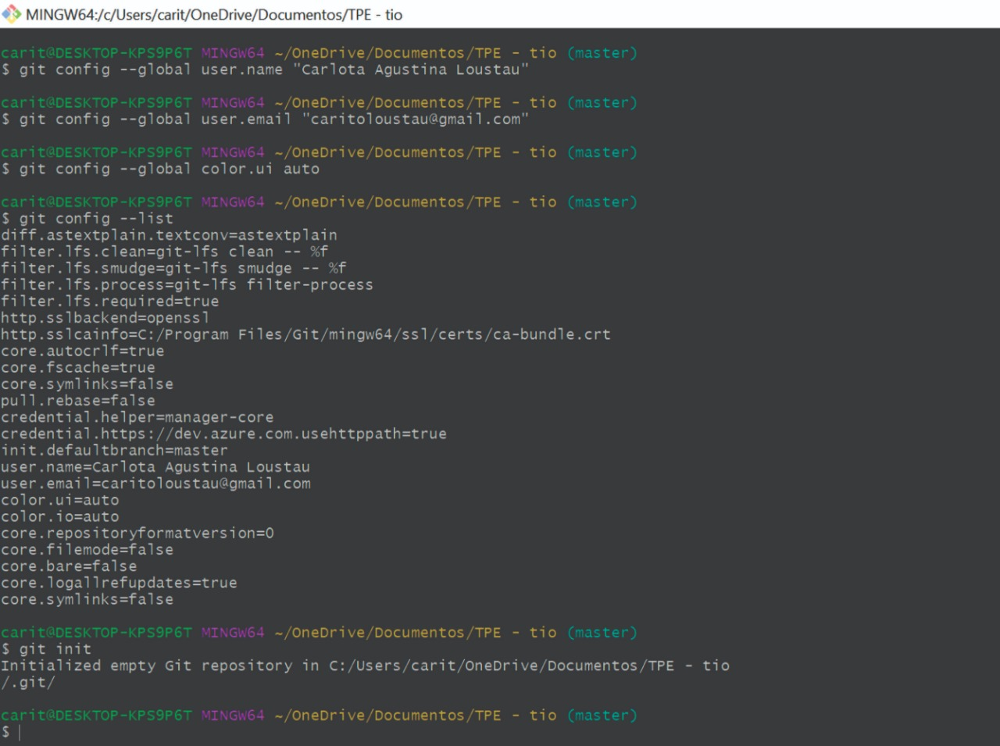 MINGW64:/c/Users/carit/OneDrive/Documentos/TPE - tio
carit@DESKTOP-KPS9P6T MINGW64 ~/OneDrive/Documentos/TPE - tio (master)
$ git config --global user.name "Carlota Agustina Loustau"
carit@DESKTOP-KPS9P6T MINGW64 ~/OneDrive/Documentos/TPE - tio (master)
$ git config --global user.email "caritoloustau@gmail.com"
carit@DESKTOP-KPS9P6T MINGW64 ~/OneDrive/Documentos/TPE - tio (master)
$ git config --global color.ui auto
carit@DESKTOP-KPS9P6T MINGW64 ~/OneDrive/Documentos/TPE - tio (master)
$ git config --list
diff.astextplain.textconv=astextplain
filter.lfs.clean=git-lfs clean -- %f
filter.lfs.smudge=git-lfs smudge -- %f
filter.lfs.process=git-lfs filter-process
filter.lfs.required=true
http.sslbackend=openssl
http.sslcainfo=C:/Program Files/Git/mingw64/ssl/certs/ca-bundle.crt
core.autocrlf=true
core.fscache=true
core.symlinks=false
pull.rebase=false
credential.helper=manager-core
credential.https://dev.azure.com.usehttppath=true
init.defaultbranch=master
user.name=Carlota Agustina Loustau
user.email=caritoloustau@gmail.com
color.ui=auto
color.io=auto
core.repositoryformatversion=0
core.filemode=false
core.bare=false
core.logallrefupdates=true
core.symlinks=false
carit@DESKTOP-KPS9P6T MINGW64 ~/OneDrive/Documentos/TPE - tio (master)
$ git init
Initialized empty Git repository in C:/Users/carit/OneDrive/Documentos/TPE - tio
/.git/
carit@DESKTOP-KPS9P6T MINGW64 ~/OneDrive/Documentos/TPE - tio (master)
$